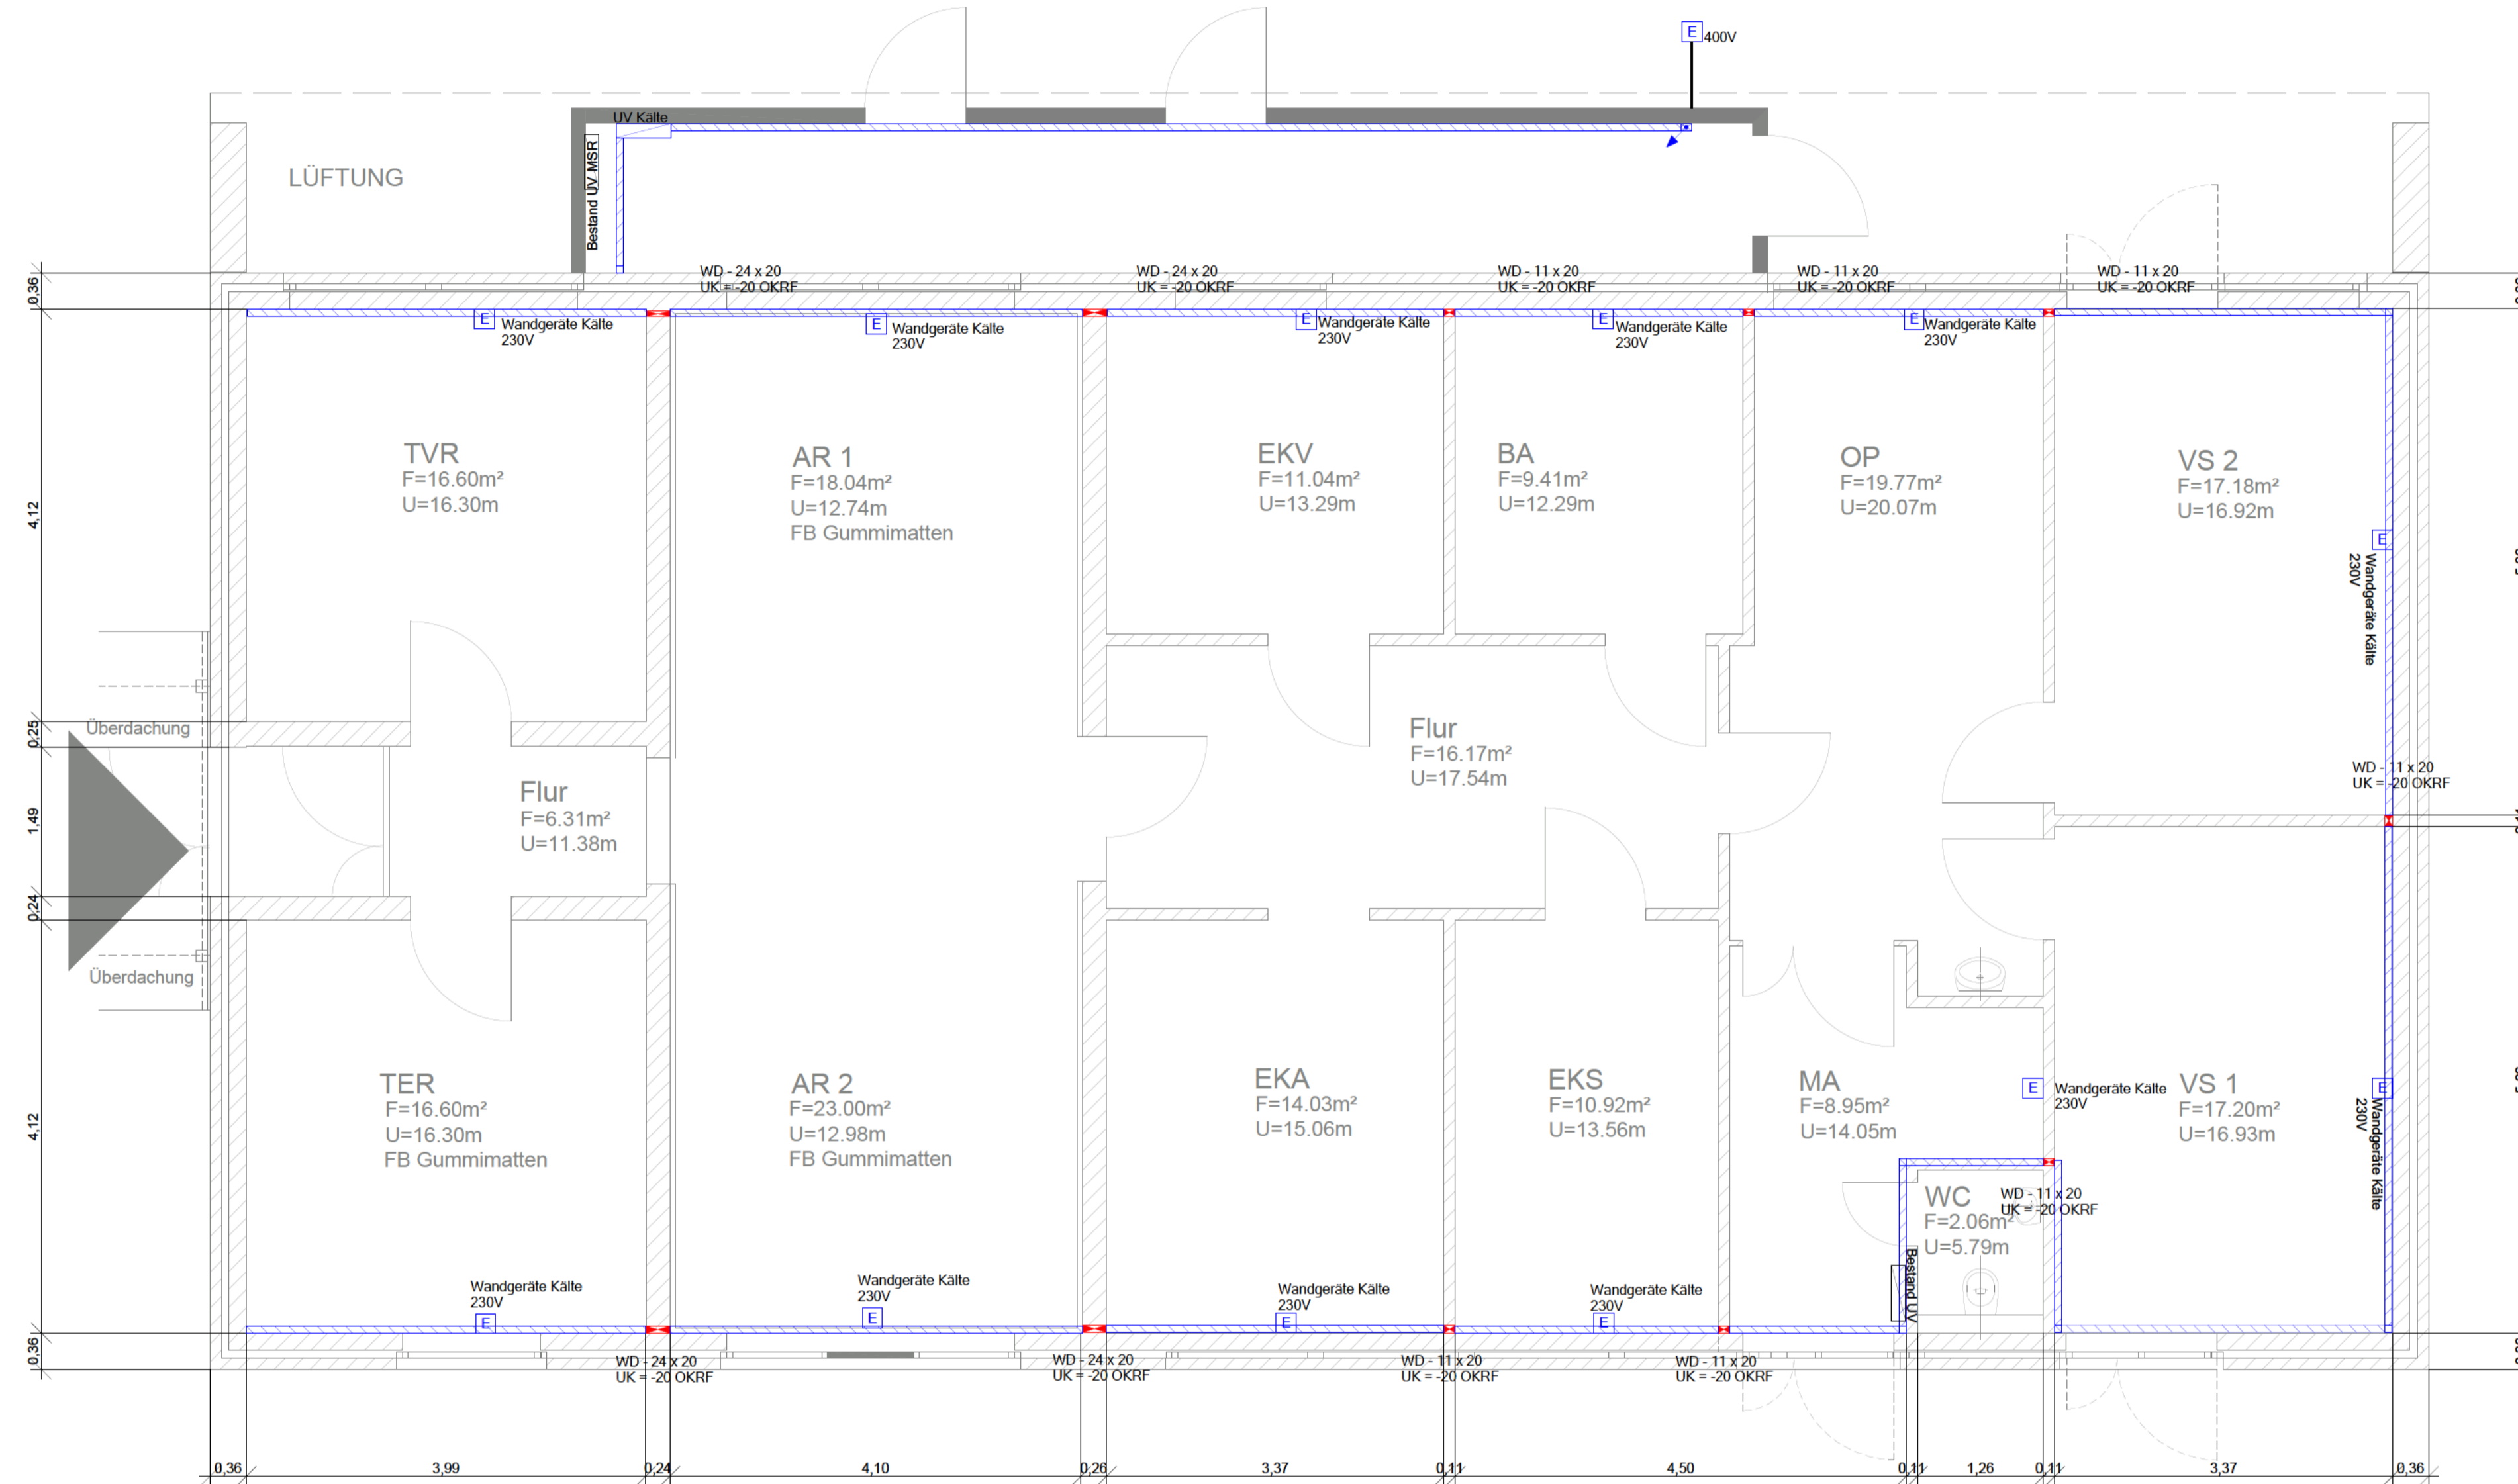 E 400V
UV Kälte
LÜFTUNG
Bestand UV MSR
WD - 24 x 20
UK = -20 OKRF
WD - 24 x 20
UK = -20 OKRF
WD - 11 x 20
UK = -20 OKRF
WD - 11 x 20
UK = -20 OKRF
WD - 11 x 20
UK = -20 OKRF
0,36
E Wandgeräte Kälte
230V
E Wandgeräte Kälte
230V
E Wandgeräte Kälte
230V
E Wandgeräte Kälte
230V
E Wandgeräte Kälte
230V
TVR
F=16.60m²
U=16.30m
AR 1
F=18.04m²
U=12.74m
FB Gummimatten
EKV
F=11.04m²
U=13.29m
BA
F=9.41m²
U=12.29m
OP
F=19.77m²
U=20.07m
VS 2
F=17.18m²
U=16.92m
4,12
E
Wandgeräte Kälte
230V
Überdachung
0,25
Flur
F=16.17m²
U=17.54m
WD - 11 x 20
UK = -20 OKRF
1,49
Flur
F=6.31m²
U=11.38m
0,24
Überdachung
TER
F=16.60m²
U=16.30m
FB Gummimatten
AR 2
F=23.00m²
U=12.98m
FB Gummimatten
EKA
F=14.03m²
U=15.06m
EKS
F=10.92m²
U=13.56m
MA
F=8.95m²
U=14.05m
E Wandgeräte Kälte
230V
VS 1
F=17.20m²
U=16.93m
E
Wandgeräte Kälte
230V
4,12
WC
F=2.06m²
U=5.79m
WD - 11 x 20
UK = -20 OKRF
Bestand UV
Wandgeräte Kälte
230V
E
Wandgeräte Kälte
230V
E
Wandgeräte Kälte
230V
E
Wandgeräte Kälte
230V
E
0,36
WD - 24 x 20
UK = -20 OKRF
WD - 24 x 20
UK = -20 OKRF
WD - 11 x 20
UK = -20 OKRF
WD - 11 x 20
UK = -20 OKRF
0,36 3,99 0,24 4,10 0,26 3,37 0,11 4,50 0,11 1,26 0,11 3,37 0,36